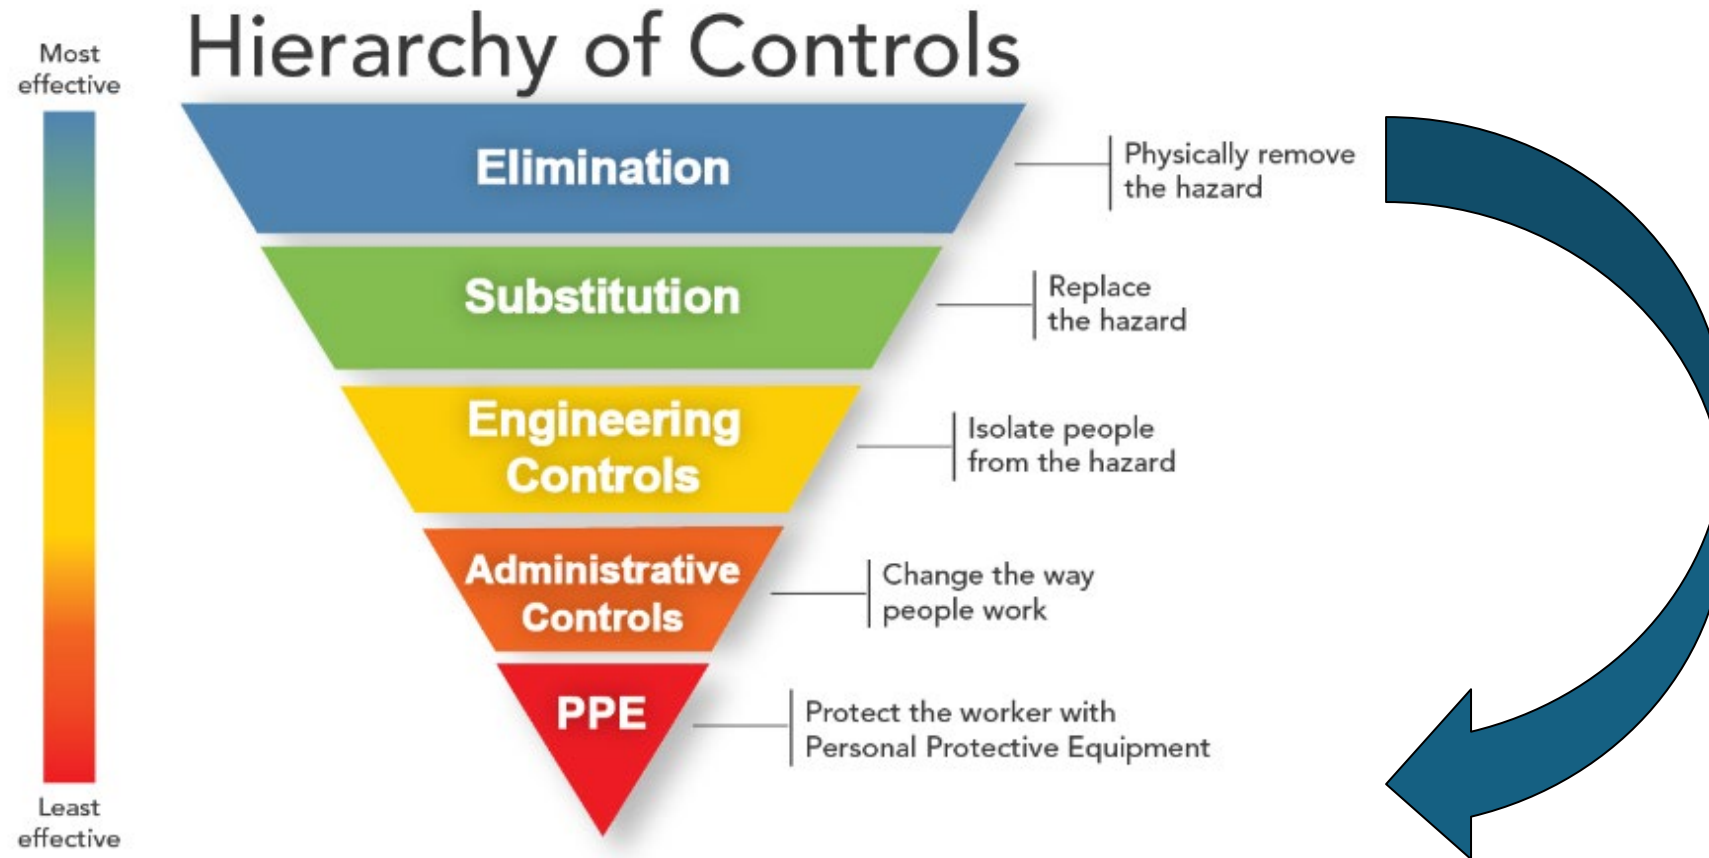 Hierarchy of Controls
Most
effective
Elimination
Physically remove
the hazard
Substitution
Replace
the hazard
Engineering
Controls
Isolate people
from the hazard
Administrative
Controls
Change the way
people work
PPE
Protect the worker with
Personal Protective Equipment
Least
effective